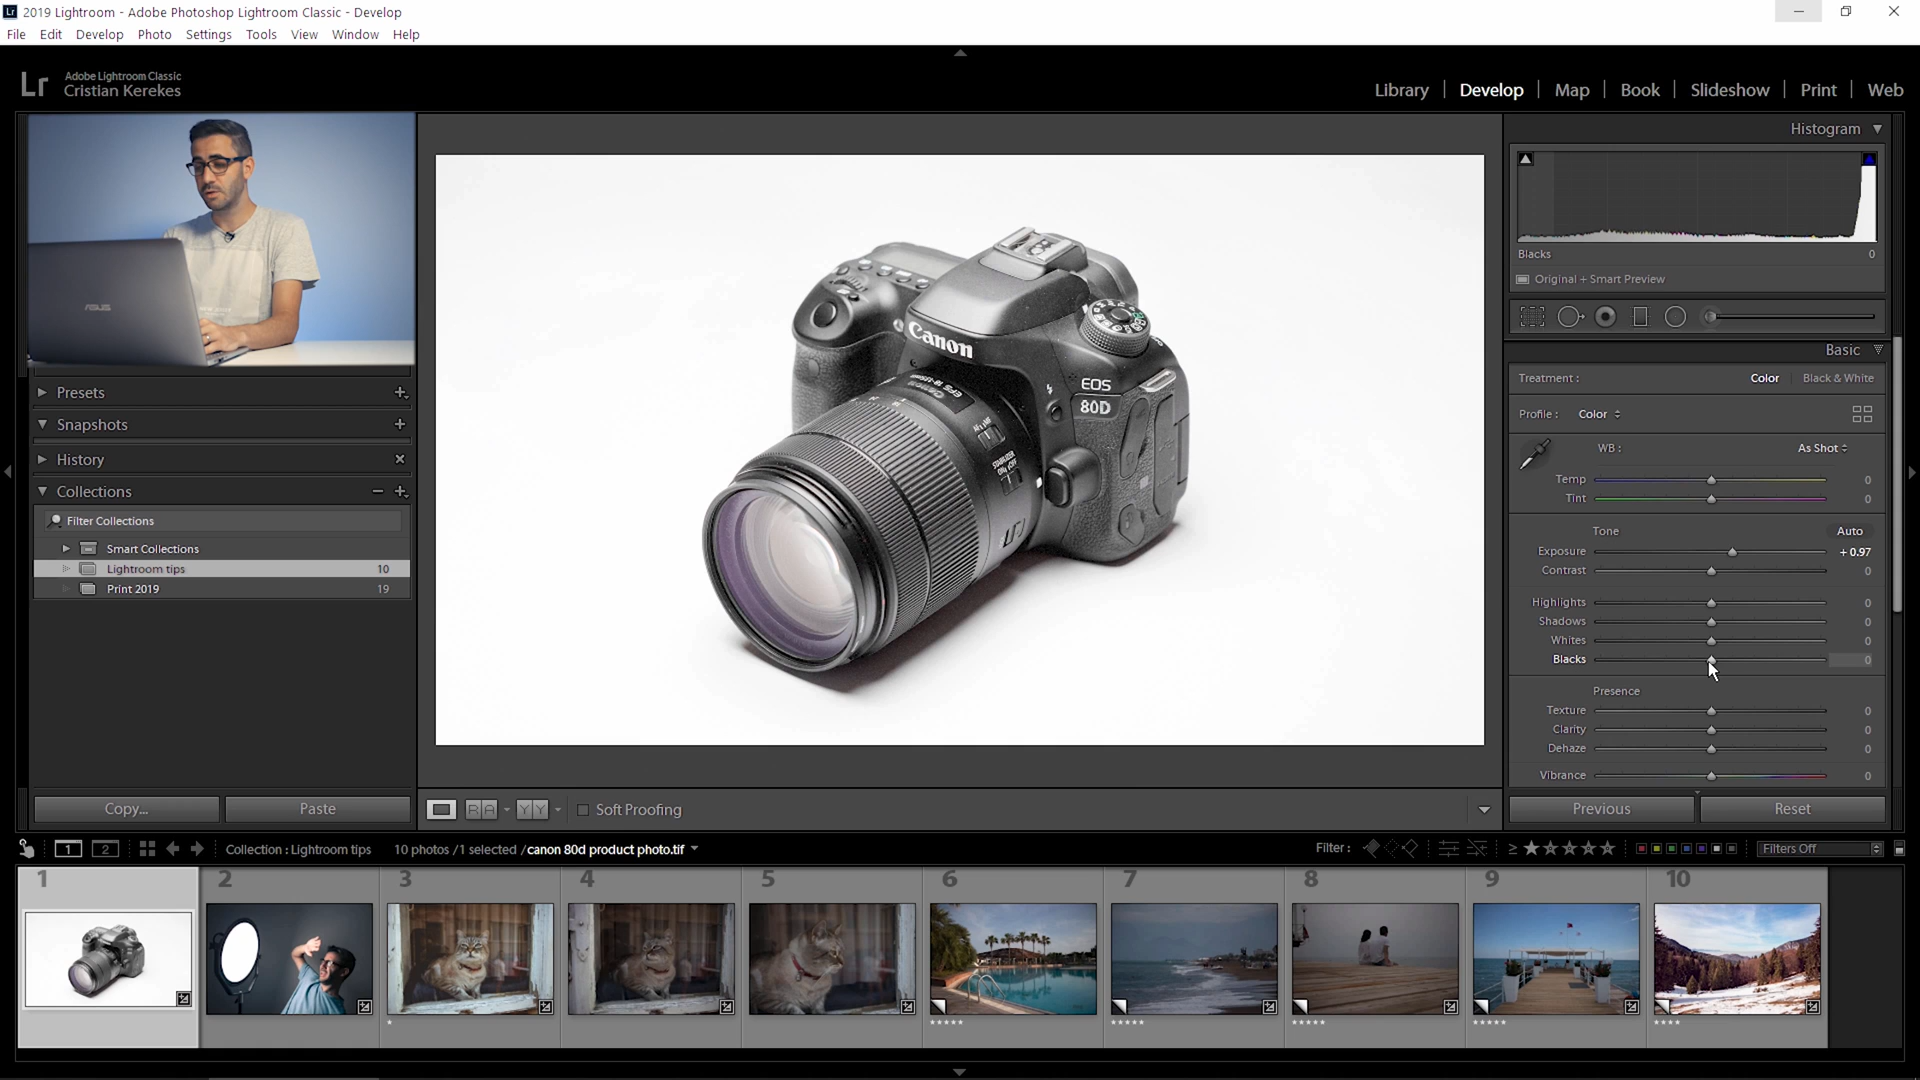 2019 Lightroom - Adobe Photoshop Lightroom Classic - Develop
File Edit Develop Photo Settings Tools View Window Help
Lr Adobe Lightroom Classic
Cristian Kerekes
Library Develop Map Book Slideshow Print Web
Histogram
Blacks 0
Original + Smart Preview
Basic
Treatment : Color Black & White
Profile : Color
WB : As Shot
Temp 0
Tint 0
Tone Auto
Exposure + 0.97
Contrast 0
Highlights 0
Shadows 0
Whites 0
Blacks 0
Presence
Texture 0
Clarity 0
Dehaze 0
Vibrance 0
Previous Reset
ASUS
Presets
Snapshots
History
Collections
Filter Collections
Smart Collections
Lightroom tips 10
Print 2019 19
Copy... Paste
Canon
EOS
80D
STABILIZER
R A Y Y Soft Proofing
1 2 Collection : Lightroom tips 10 photos /1 selected /canon 80d product photo.tif
Filter : Filters Off
1 2 3 4 5 6 7 8 9 10